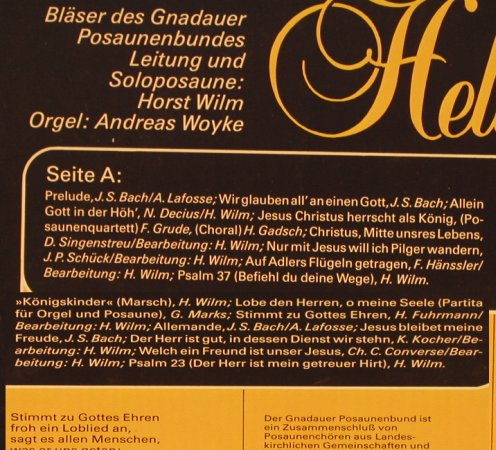 Bläser des Gnadauer
Posaunenbundes
Leitung und
Soloposaune:
Horst Wilm
Orgel: Andreas Woyke
Hel
Seite A:
Prelude, J. S. Bach/A. Lafosse; Wir glauben all' an einen Gott, J. S. Bach; Allein
Gott in der Höh', N. Decius/H. Wilm; Jesus Christus herrscht als König, (Po-
saunenquartett) F. Grude, (Choral) H. Gadsch; Christus, Mitte unsres Lebens,
D. Singenstreu/Bearbeitung: H. Wilm; Nur mit Jesus will ich Pilger wandern,
J. P. Schück/Bearbeitung: H. Wilm; Auf Adlers Flügeln getragen, F. Hänssler/
Bearbeitung: H. Wilm; Psalm 37 (Befiehl du deine Wege), H. Wilm.
»Königskinder« (Marsch), H. Wilm; Lobe den Herren, o meine Seele (Partita
für Orgel und Posaune), G. Marks; Stimmt zu Gottes Ehren, H. Fuhrmann/
Bearbeitung: H. Wilm; Allemande, J. S. Bach/A. Lafosse; Jesus bleibet meine
Freude, J. S. Bach; Der Herr ist gut, in dessen Dienst wir stehn, K. Kocher/Be-
arbeitung: H. Wilm; Welch ein Freund ist unser Jesus, Ch. C. Converse/Bear-
beitung: H. Wilm; Psalm 23 (Der Herr ist mein getreuer Hirt), H. Wilm.
Stimmt zu Gottes Ehren
froh ein Loblied an,
sagt es allen Menschen,
was er uns getan:
Der Gnadauer Posaunenbund ist
ein Zusammenschluß von
Posaunenchören aus Landes-
kirchlichen Gemeinschaften und